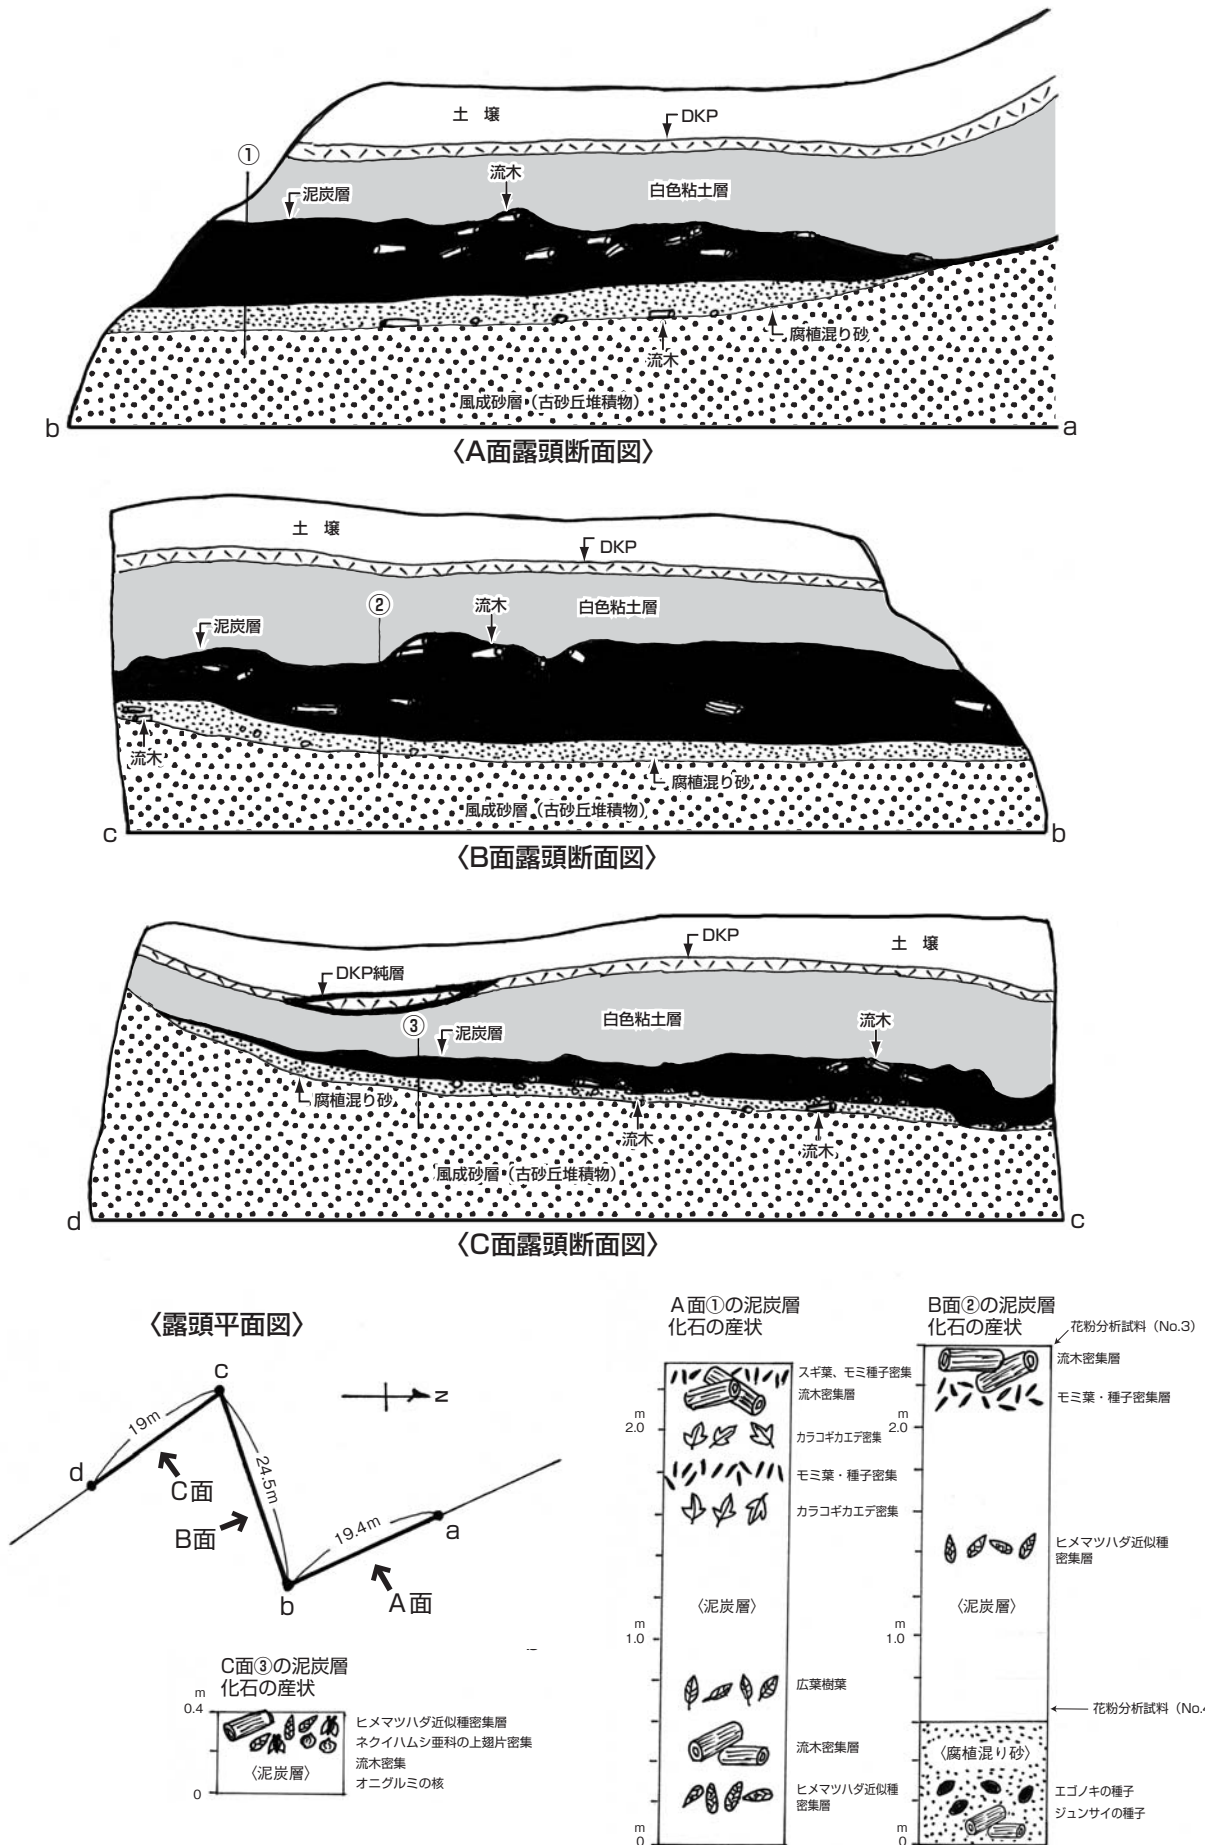 土　壌
DKP
①
泥炭層
流木
白色粘土層
腐植混り砂
流木
風成砂層（古砂丘堆積物）
b
a
〈A面露頭断面図〉
土　壌
DKP
②
流木
白色粘土層
泥炭層
流木
腐植混り砂
風成砂層（古砂丘堆積物）
c
b
〈B面露頭断面図〉
DKP
土　壌
DKP純層
③
泥炭層
白色粘土層
流木
腐植混り砂
流木
流木
風成砂層（古砂丘堆積物）
d
c
〈C面露頭断面図〉
〈露頭平面図〉
c
N
19m
d
C面
24.5m
B面
19.4m
a
b
A面
C面③の泥炭層
化石の産状
m
0.4
0
〈泥炭層〉
ヒメマツハダ近似種密集層
ネクイハムシ亜科の上翅片密集
流木密集
オニグルミの核
A面①の泥炭層
化石の産状
スギ葉、モミ種子密集
流木密集層
m
2.0
カラコギカエデ密集
モミ葉・種子密集
カラコギカエデ密集
〈泥炭層〉
m
1.0
広葉樹葉
流木密集層
ヒメマツハダ近似種
密集層
m
0
B面②の泥炭層
化石の産状
花粉分析試料（No.3）
流木密集層
モミ葉・種子密集層
m
2.0
ヒメマツハダ近似種
密集層
〈泥炭層〉
m
1.0
花粉分析試料（No.4
〈腐植混り砂〉
エゴノキの種子
ジュンサイの種子
m
0